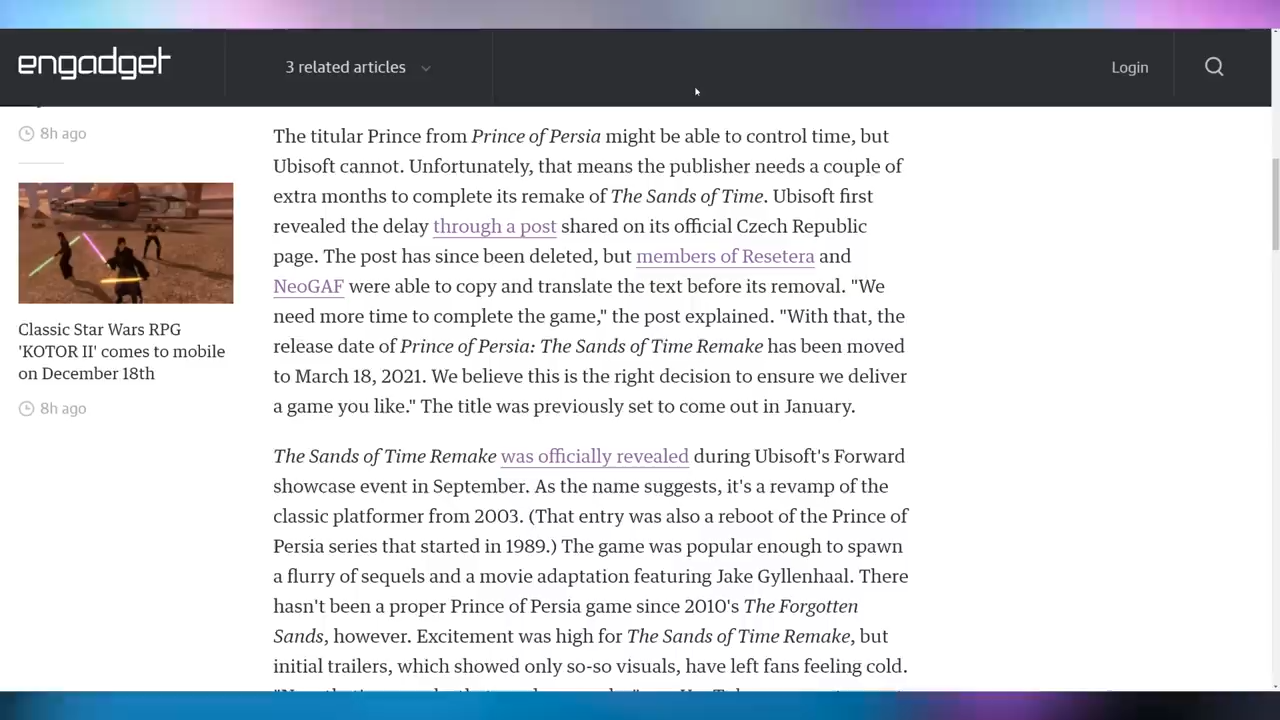 engadget
3 related articles
Login
8h ago
Classic Star Wars RPG
'KOTOR II' comes to mobile
on December 18th
8h ago
The titular Prince from Prince of Persia might be able to control time, but
Ubisoft cannot. Unfortunately, that means the publisher needs a couple of
extra months to complete its remake of The Sands of Time. Ubisoft first
revealed the delay through a post shared on its official Czech Republic
page. The post has since been deleted, but members of Resetera and
NeoGAF were able to copy and translate the text before its removal. "We
need more time to complete the game," the post explained. "With that, the
release date of Prince of Persia: The Sands of Time Remake has been moved
to March 18, 2021. We believe this is the right decision to ensure we deliver
a game you like." The title was previously set to come out in January.
The Sands of Time Remake was officially revealed during Ubisoft's Forward
showcase event in September. As the name suggests, it's a revamp of the
classic platformer from 2003. (That entry was also a reboot of the Prince of
Persia series that started in 1989.) The game was popular enough to spawn
a flurry of sequels and a movie adaptation featuring Jake Gyllenhaal. There
hasn't been a proper Prince of Persia game since 2010's The Forgotten
Sands, however. Excitement was high for The Sands of Time Remake, but
initial trailers, which showed only so-so visuals, have left fans feeling cold.